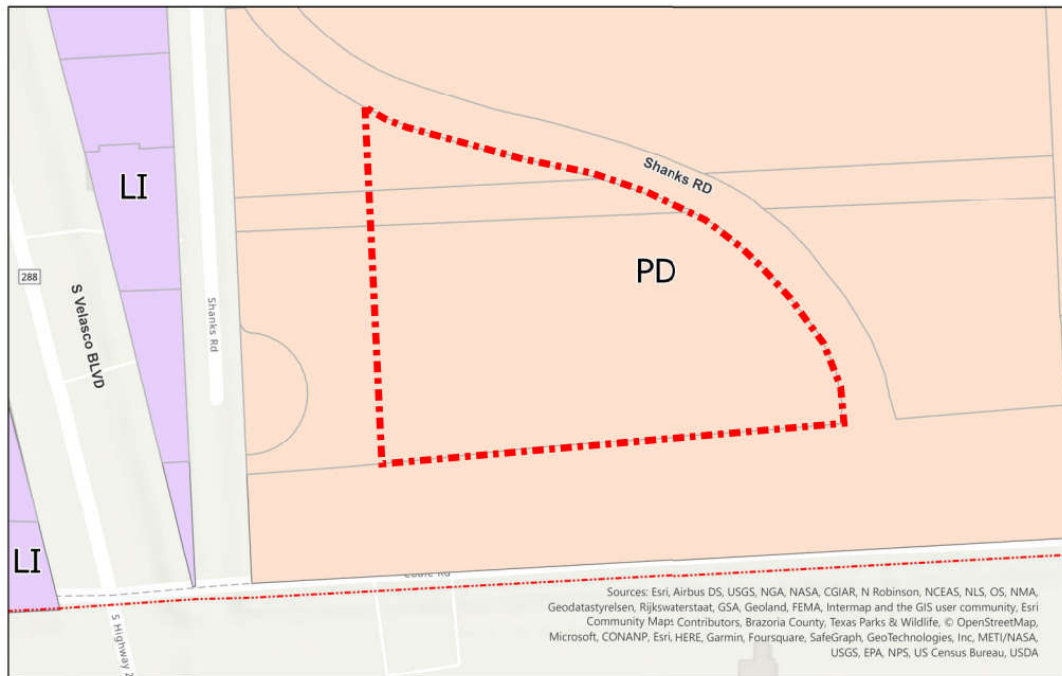 Shanks RD
LI
PD
288
S Velasco BLVD
Shanks Rd
LI
S Highway 2
Sources: Esri, Airbus DS, USGS, NGA, NASA, CGIAR, N Robinson, NCEAS, NLS, OS, NMA,
Geodatastyrelsen, Rijkswaterstaat, GSA, Geoland, FEMA, Intermap and the GIS user community, Esri
Community Maps Contributors, Brazoria County, Texas Parks & Wildlife, © OpenStreetMap,
Microsoft, CONANP, Esri, HERE, Garmin, Foursquare, SafeGraph, GeoTechnologies, Inc, METI/NASA,
USGS, EPA, NPS, US Census Bureau, USDA